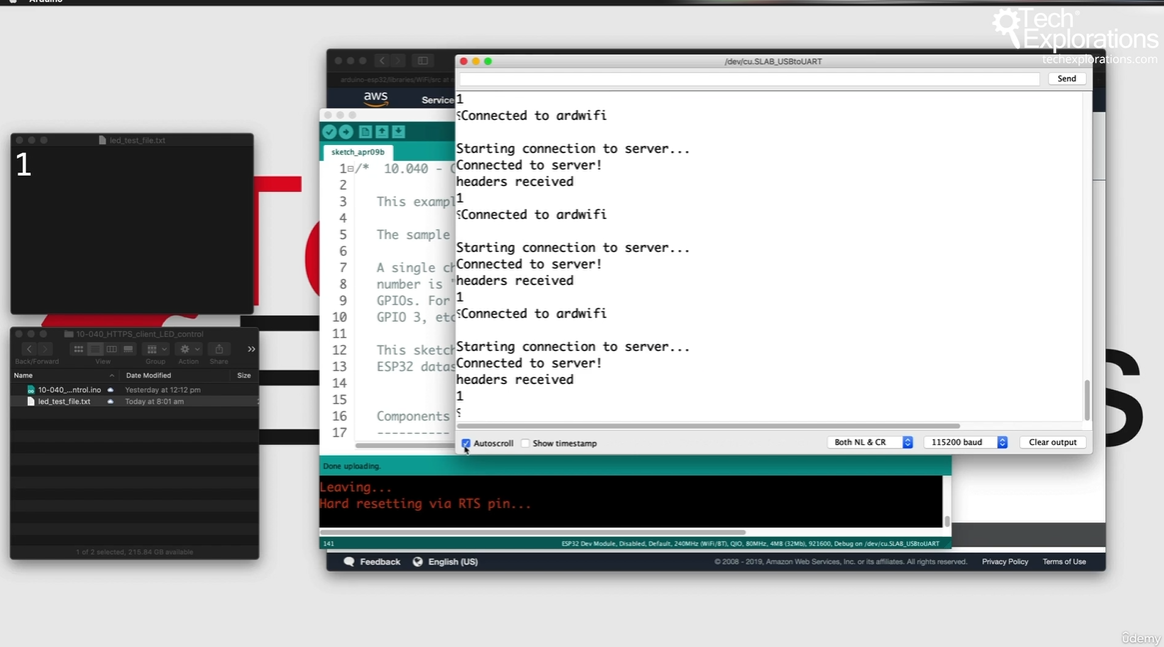 Arduino
Tech
Explorations
techexplorations.com
/dev/cu.SLAB_USBtoUART
Send
1
⸮Connected to ardwifi
Starting connection to server...
Connected to server!
headers received
1
⸮Connected to ardwifi
Starting connection to server...
Connected to server!
headers received
1
⸮Connected to ardwifi
Starting connection to server...
Connected to server!
headers received
1
⸮
Autoscroll
Show timestamp
Both NL & CR
115200 baud
Clear output
arduino-esp32/libraries/WiFi/src at
aws
Service
sketch_apr09b
1 /* 10.040 -
2
3 This exampl
4
5 The sample
6
7 A single ch
8 number is "
9 GPIOs. For
10 GPIO 3, etc
11
12 This sketch
13 ESP32 datas
14
15
16 Components
17 ----------
Done uploading.
Leaving...
Hard resetting via RTS pin...
141
ESP32 Dev Module, Disabled, Default, 240MHz (WiFi/BT), QIO, 80MHz, 4MB (32Mb), 921600, Debug on /dev/cu.SLAB_USBtoUART
Feedback
English (US)
© 2008 - 2019, Amazon Web Services, Inc. or its affiliates. All rights reserved.
Privacy Policy
Terms of Use
led_test_file.txt
1
10-040_HTTPS_client_LED_control
Back/Forward
View
Group
Action
Share
Name
Date Modified
Size
10-040_...ntrol.ino
Yesterday at 12:12 pm
led_test_file.txt
Today at 8:01 am
1 of 2 selected, 215.84 GB available
S
ûdemy